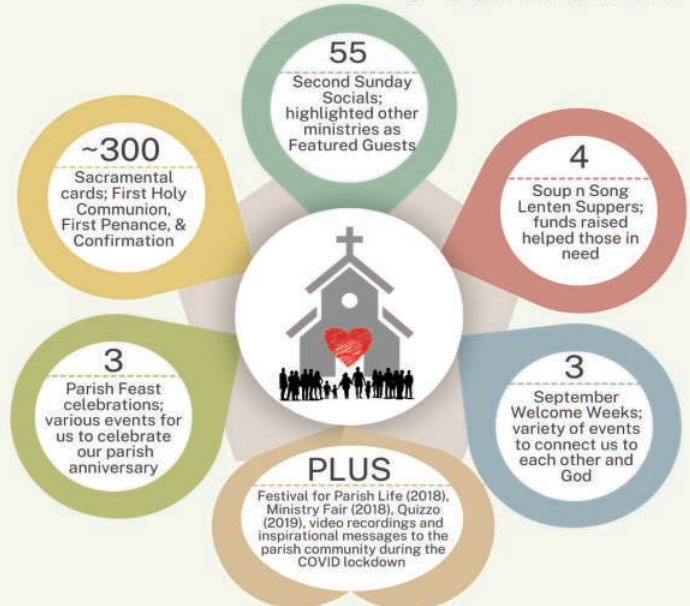 55
Second Sunday
Socials;
highlighted other
ministries as
Featured Guests
~300
Sacramental
cards; First Holy
Communion,
First Penance, &
Confirmation
4
Soup n Song
Lenten Suppers;
funds raised
helped those in
need
3
Parish Feast
celebrations;
various events for
us to celebrate
our parish
anniversary
3
September
Welcome Weeks;
variety of events
to connect us to
each other and
God
PLUS
Festival for Parish Life (2018),
Ministry Fair (2018), Quizzo
(2019), video recordings and
inspirational messages to the
parish community during the
COVID lockdown